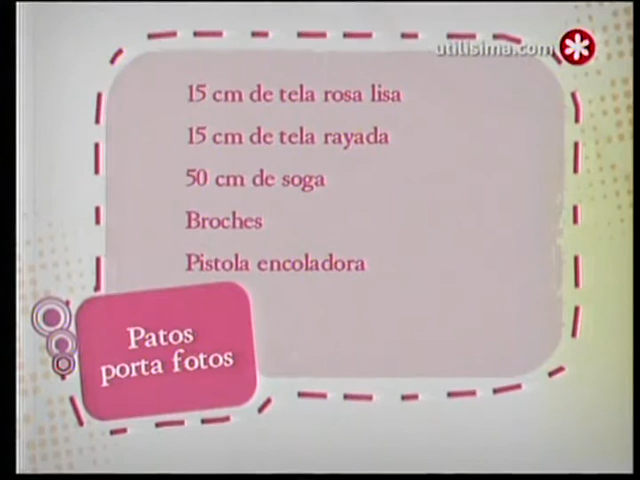 utilisima.com
15 cm de tela rosa lisa
15 cm de tela rayada
50 cm de soga
Broches
Pistola encoladora
Patos
porta fotos